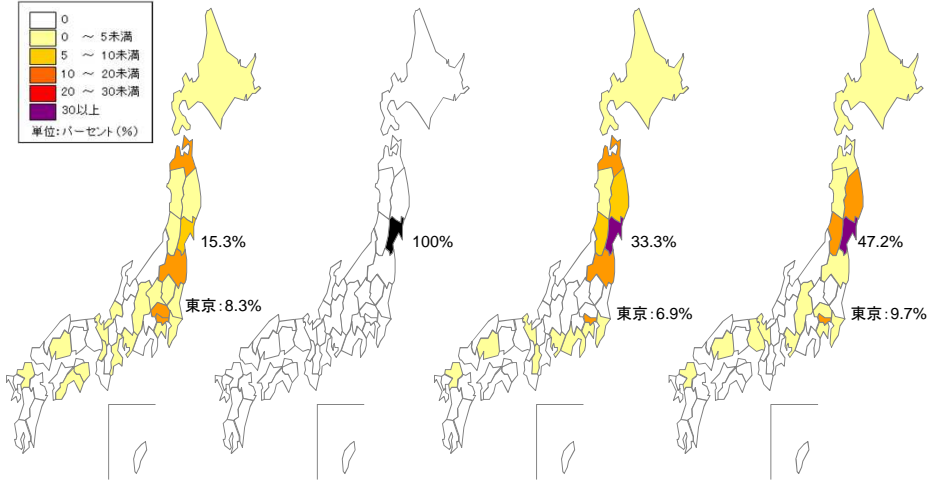 0
0 ～ 5未満
5 ～ 10未満
10 ～ 20未満
20 ～ 30未満
30以上
単位：パーセント（％）
15.3%
東京：8.3%
100%
33.3%
東京：6.9%
47.2%
東京：9.7%